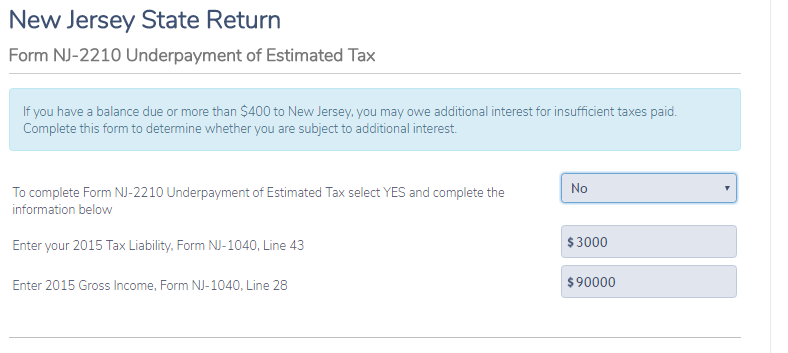 New Jersey State Return
Form NJ-2210 Underpayment of Estimated Tax
If you have a balance due or more than $400 to New Jersey, you may owe additional interest for insufficient taxes paid.
Complete this form to determine whether you are subject to additional interest.
To complete Form NJ-2210 Underpayment of Estimated Tax select YES and complete the
information below
No
Enter your 2015 Tax Liability, Form NJ-1040, Line 43
$ 3000
Enter 2015 Gross Income, Form NJ-1040, Line 28
$ 90000